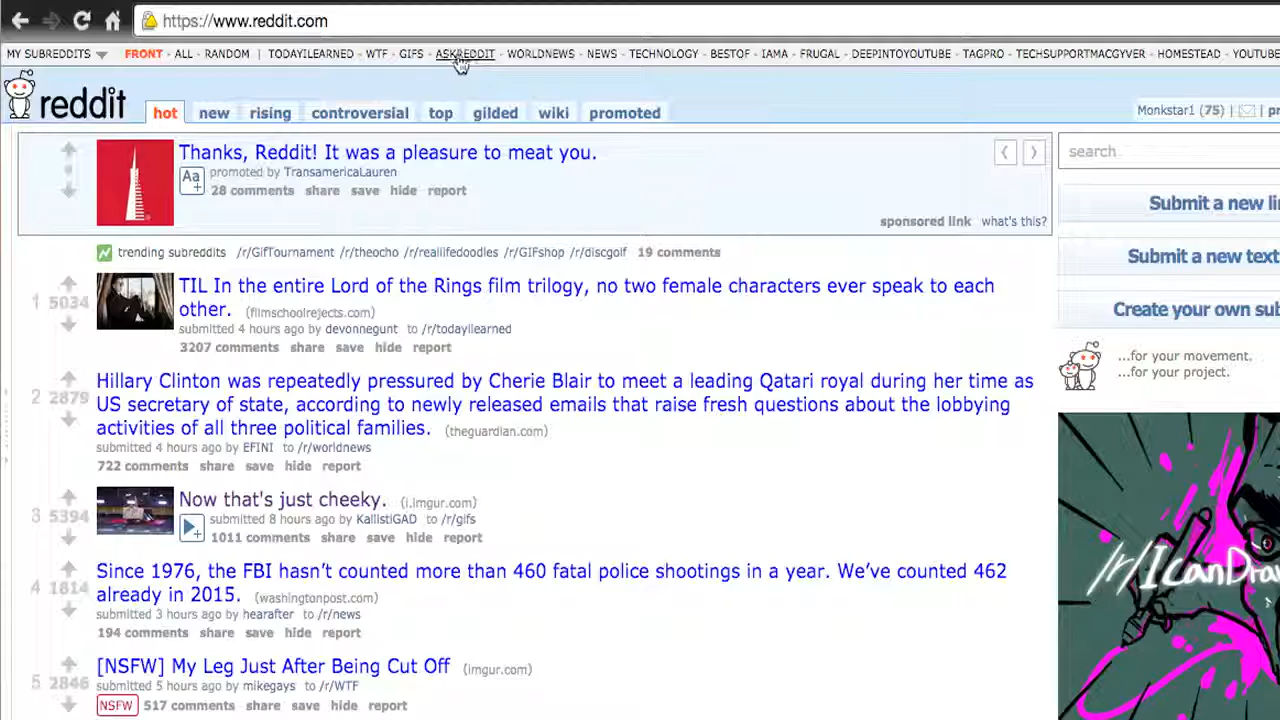 https://www.reddit.com
MY SUBREDDITS FRONT - ALL - RANDOM | TODAYILEARNED - WTF - GIFS - ASKREDDIT - WORLDNEWS - NEWS - TECHNOLOGY - BESTOF - IAMA - FRUGAL - DEEPINTOYOUTUBE - TAGPRO - TECHSUPPORTMACGYVER - HOMESTEAD - YOUTUBE
reddit hot new rising controversial top gilded wiki promoted
Monkstar1 (75) | | pr
search
Thanks, Reddit! It was a pleasure to meat you.
Aa+ promoted by TransamericaLauren
28 comments share save hide report
sponsored link what's this?
Submit a new li
trending subreddits /r/GifTournament /r/theocho /r/reallifedoodles /r/GIFshop /r/discgolf 19 comments
Submit a new text
1 5034 TIL In the entire Lord of the Rings film trilogy, no two female characters ever speak to each
other. (filmschoolrejects.com)
submitted 4 hours ago by devonnegunt to /r/todayilearned
3207 comments share save hide report
Create your own sub
...for your movement.
...for your project.
2 2879 Hillary Clinton was repeatedly pressured by Cherie Blair to meet a leading Qatari royal during her time as
US secretary of state, according to newly released emails that raise fresh questions about the lobbying
activities of all three political families. (theguardian.com)
submitted 4 hours ago by EFINI to /r/worldnews
722 comments share save hide report
3 5394 Now that's just cheeky. (i.imgur.com)
submitted 8 hours ago by KallistiGAD to /r/gifs
1011 comments share save hide report
4 1814 Since 1976, the FBI hasn't counted more than 460 fatal police shootings in a year. We've counted 462
already in 2015. (washingtonpost.com)
submitted 3 hours ago by hearafter to /r/news
194 comments share save hide report
/r/ICanDra
5 2846 [NSFW] My Leg Just After Being Cut Off (imgur.com)
submitted 5 hours ago by mikegays to /r/WTF
NSFW 517 comments share save hide report